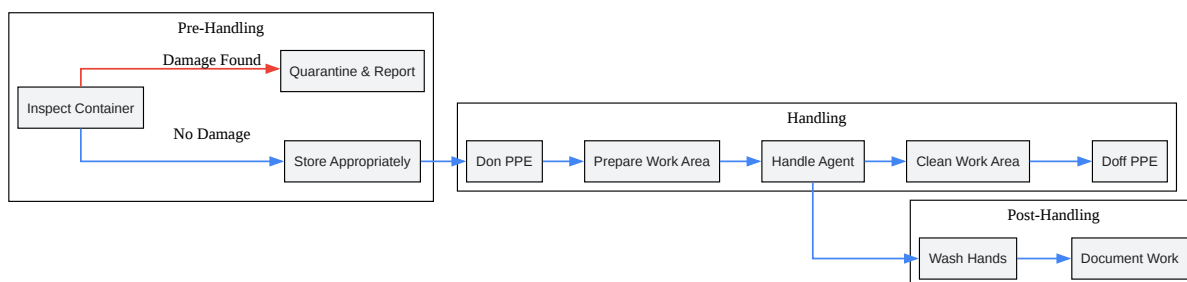 Pre-Handling
Damage Found
Quarantine & Report
Inspect Container
No Damage
Store Appropriately
Handling
Don PPE
Prepare Work Area
Handle Agent
Clean Work Area
Doff PPE
Post-Handling
Wash Hands
Document Work